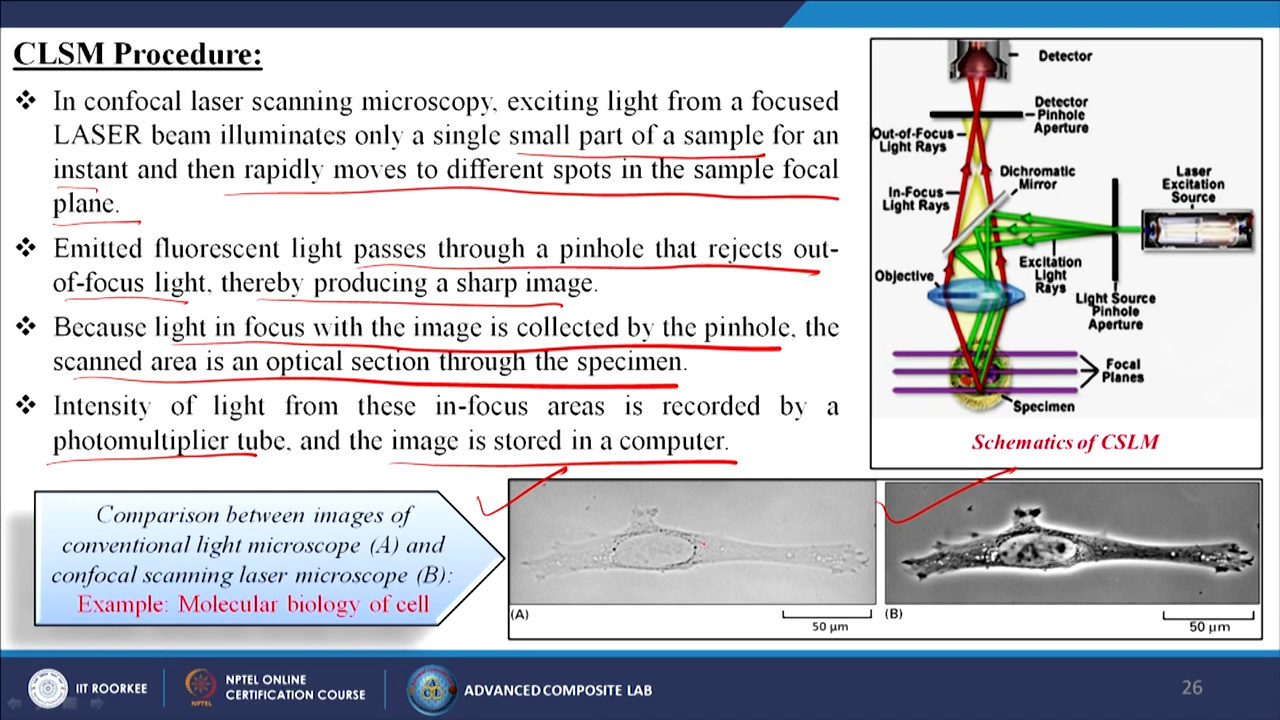 CLSM Procedure:
❖ In confocal laser scanning microscopy, exciting light from a focused
LASER beam illuminates only a single small part of a sample for an
instant and then rapidly moves to different spots in the sample focal
plane.
❖ Emitted fluorescent light passes through a pinhole that rejects out-
of-focus light, thereby producing a sharp image.
❖ Because light in focus with the image is collected by the pinhole, the
scanned area is an optical section through the specimen.
❖ Intensity of light from these in-focus areas is recorded by a
photomultiplier tube, and the image is stored in a computer.
Detector
Detector
Pinhole
Aperture
Out-of-Focus
Light Rays
Dichromatic
Mirror
Laser
Excitation
Source
In-Focus
Light Rays
Excitation
Light
Rays
Objective
Light Source
Pinhole
Aperture
Focal
Planes
Specimen
Schematics of CSLM
Comparison between images of
conventional light microscope (A) and
confocal scanning laser microscope (B):
Example: Molecular biology of cell
(A)
50 µm
(B)
50 µm
IIT ROORKEE
NPTEL
NPTEL ONLINE
CERTIFICATION COURSE
ACL
ADVANCED COMPOSITE LAB
26